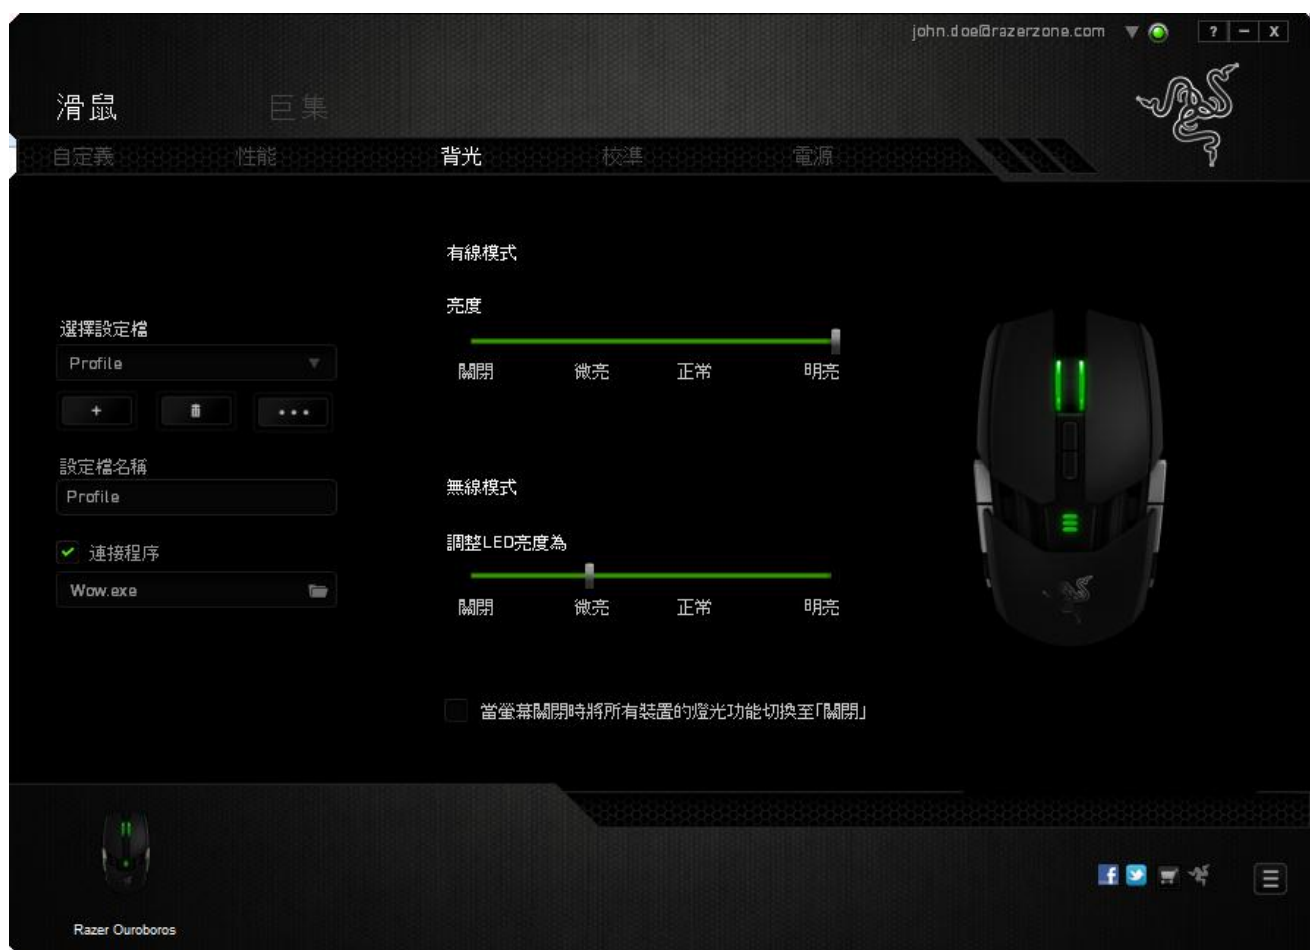 john.doe@razerzone.com
? – X
滑鼠 巨集
自定義 性能 背光 校準 電源
有線模式
亮度
關閉 微亮 正常 明亮
選擇設定檔
Profile
+ •••
設定檔名稱
Profile
連接程序
Wow.exe
無線模式
調整LED亮度為
關閉 微亮 正常 明亮
當螢幕關閉時將所有裝置的燈光功能切換至「關閉」
Razer Ouroboros